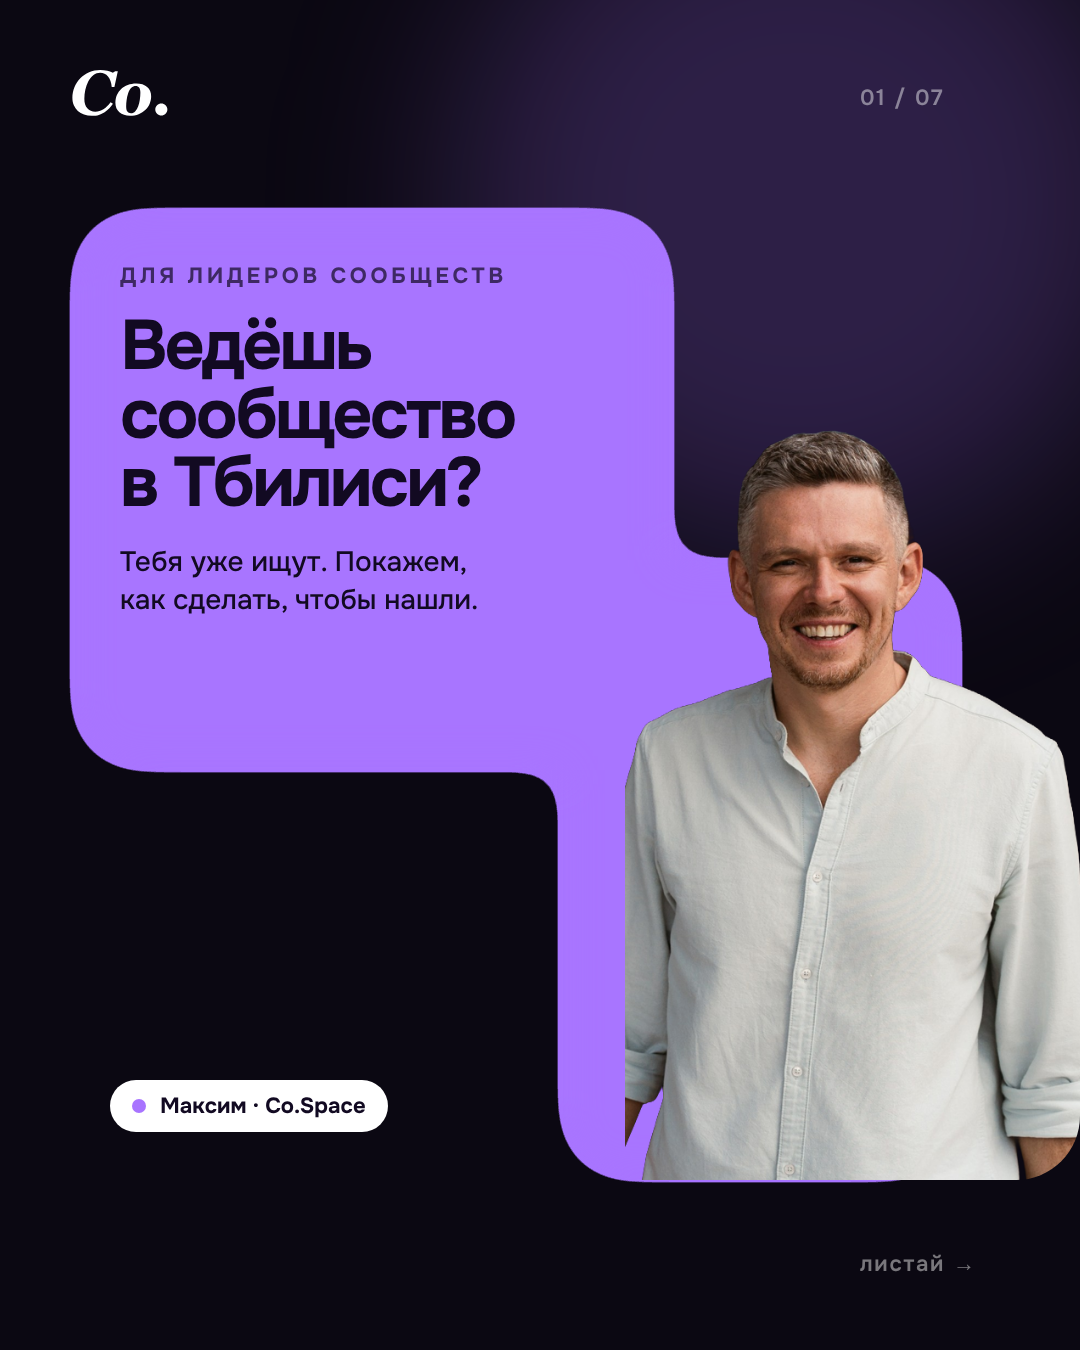 Co.
01 / 07
ДЛЯ ЛИДЕРОВ СООБЩЕСТВ
Ведёшь
сообщество
в Тбилиси?
Тебя уже ищут. Покажем,
как сделать, чтобы нашли.
Максим · Co.Space
листай →